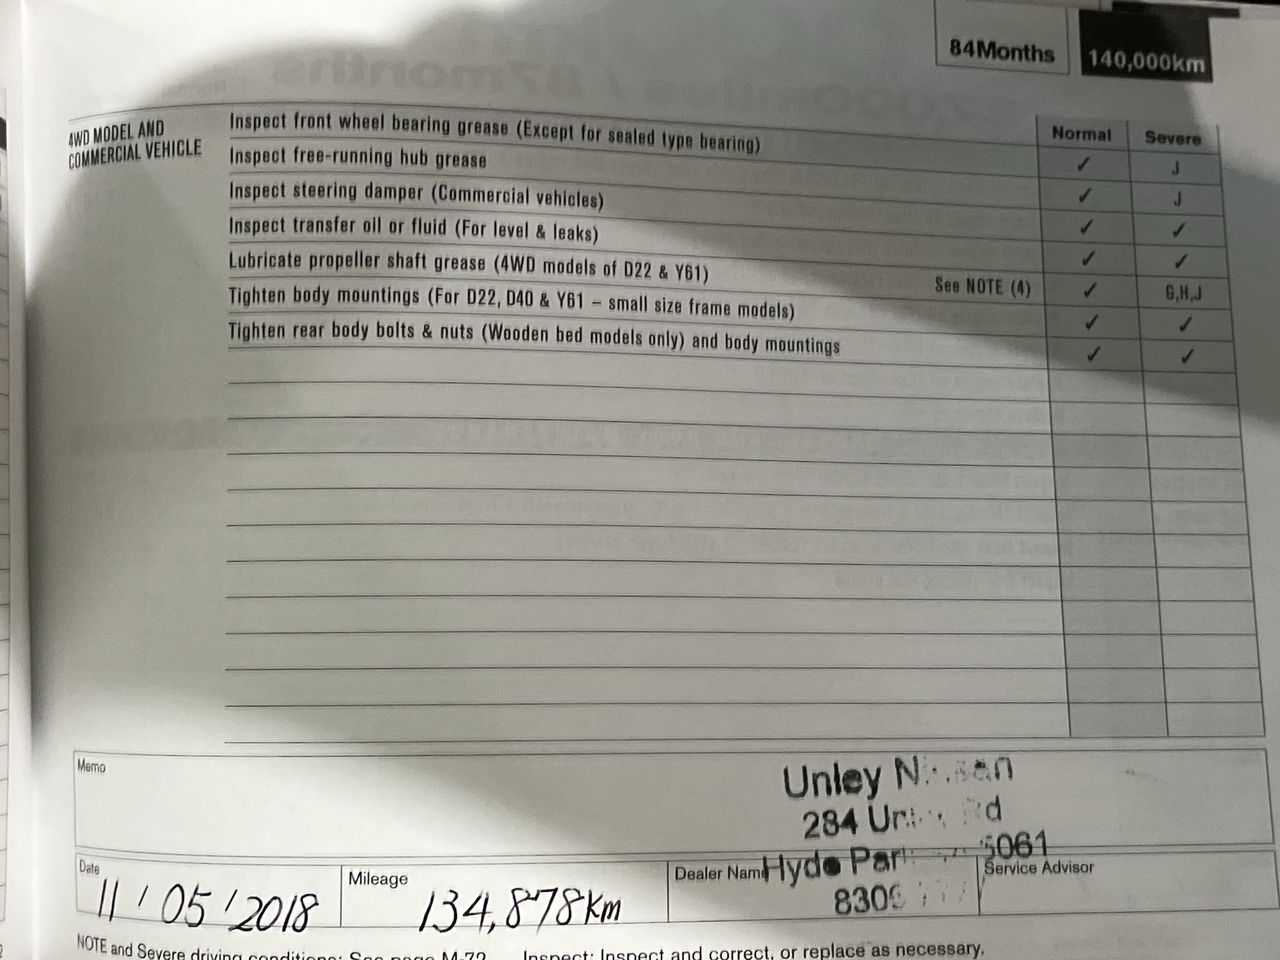 84Months 140,000km
Normal Severe
4WD MODEL AND
COMMERCIAL VEHICLE
Inspect front wheel bearing grease (Except for sealed type bearing) ✓ J
Inspect free-running hub grease ✓ J
Inspect steering damper (Commercial vehicles) ✓ ✓
Inspect transfer oil or fluid (For level & leaks) ✓ ✓
Lubricate propeller shaft grease (4WD models of D22 & Y61) See NOTE (4) ✓ G,H,J
Tighten body mountings (For D22, D40 & Y61 – small size frame models) ✓ ✓
Tighten rear body bolts & nuts (Wooden bed models only) and body mountings ✓ ✓
Memo
Unley
284
Hyde 5061
Date Mileage Dealer Name Service Advisor
11/05/2018 134,878km
NOTE and Severe driving conditions: See page M-72 Inspect: Inspect and correct, or replace as necessary.